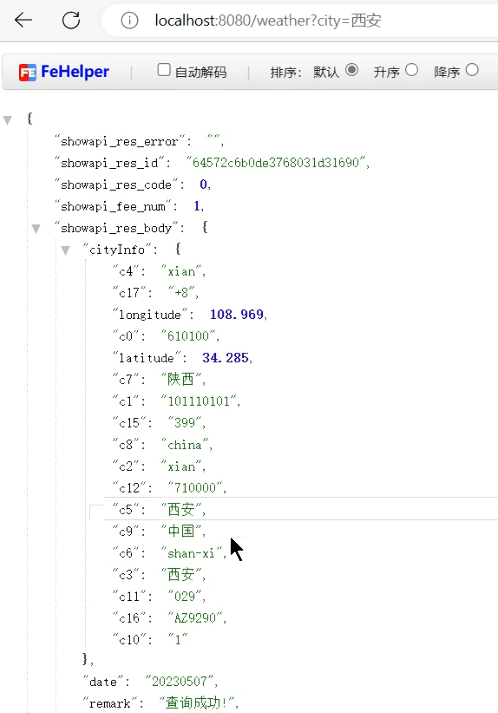 localhost:8080/weather?city=西安
FeHelper | 自动解码 | 排序: 默认 升序 降序
{
"showapi_res_error": "",
"showapi_res_id": "64572c6b0de3768031d31690",
"showapi_res_code": 0,
"showapi_fee_num": 1,
"showapi_res_body": {
"cityInfo": {
"c4": "xian",
"c17": "+8",
"longitude": 108.969,
"c0": "610100",
"latitude": 34.285,
"c7": "陕西",
"c1": "101110101",
"c15": "399",
"c8": "china",
"c2": "xian",
"c12": "710000",
"c5": "西安",
"c9": "中国",
"c6": "shan-xi",
"c3": "西安",
"c11": "029",
"c16": "AZ9290",
"c10": "1"
},
"date": "20230507",
"remark": "查询成功!",